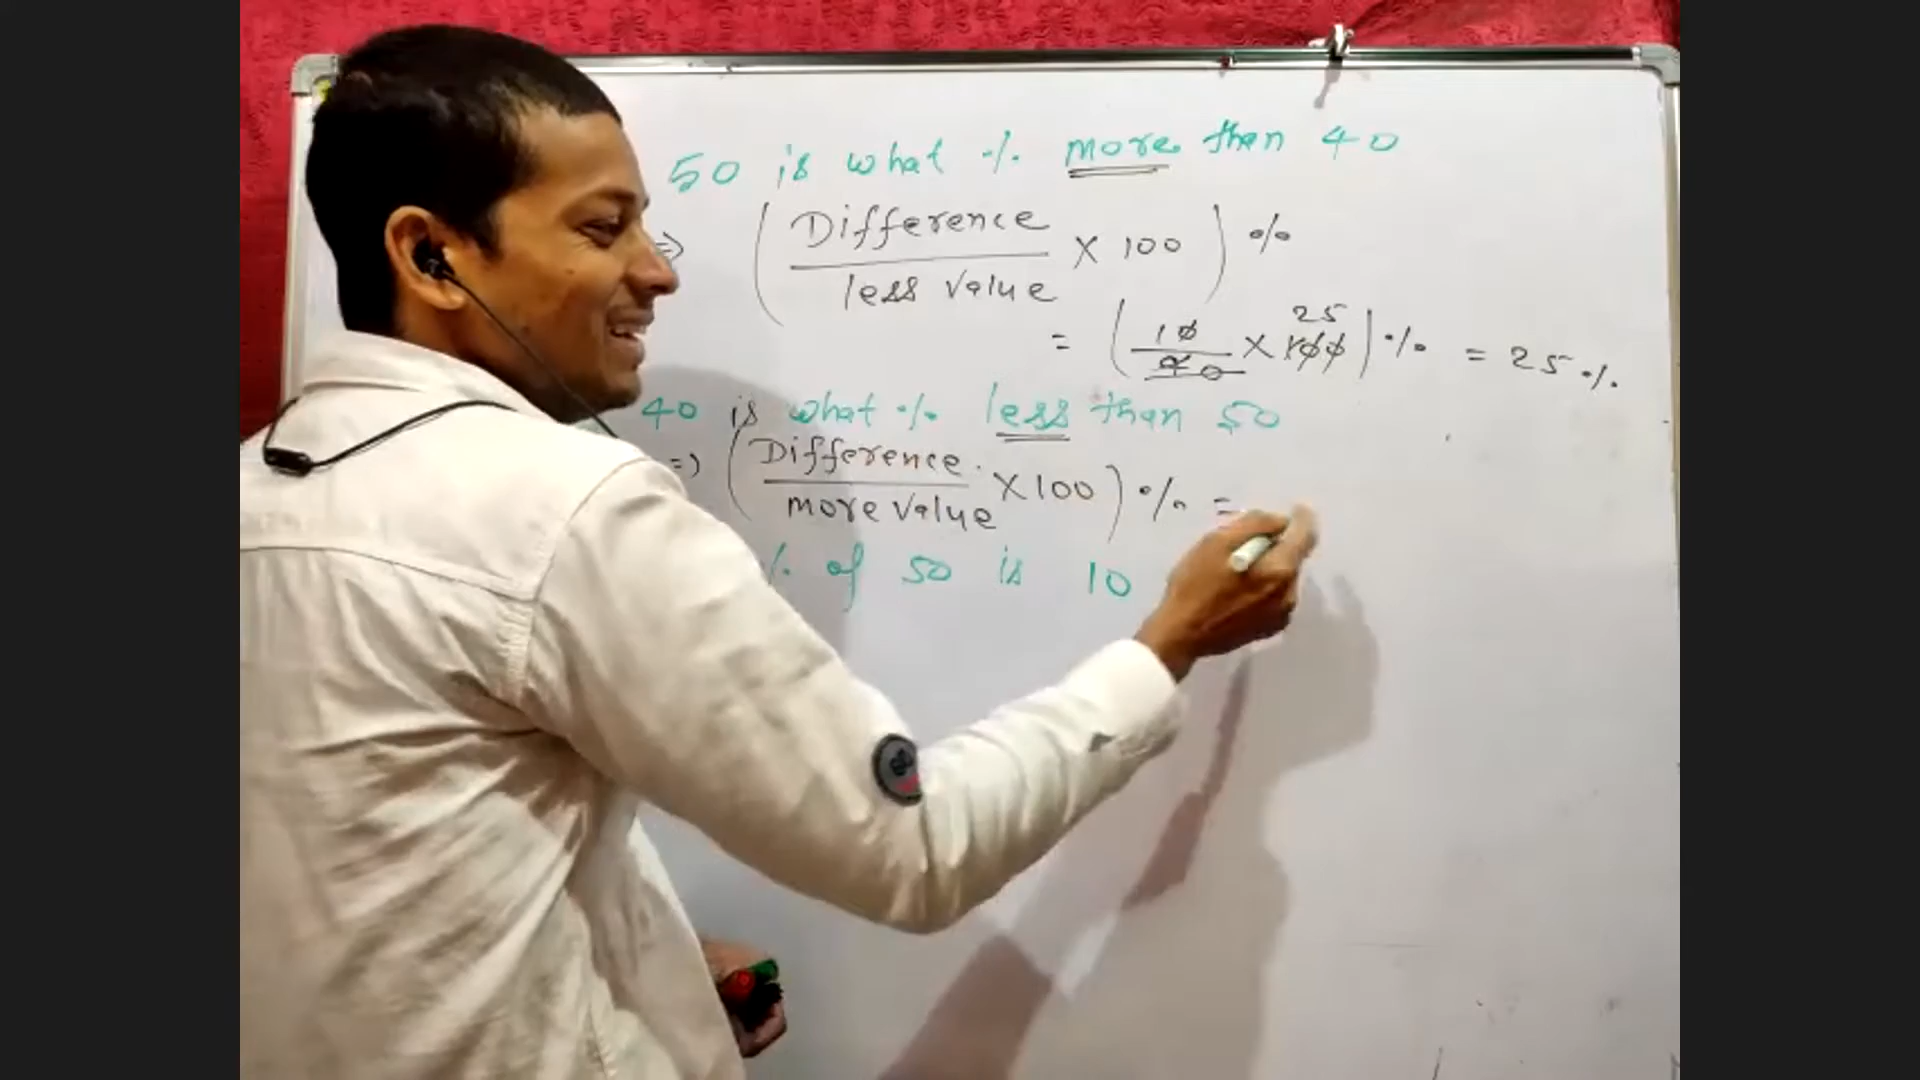 50 is what % more than 40
=> ( Difference / less value × 100 ) %
= ( 10 / 40 × 100 ) % = 25 %
25
40 is what % less than 50
=> ( Difference / more value × 100 ) % =
% of 50 is 10